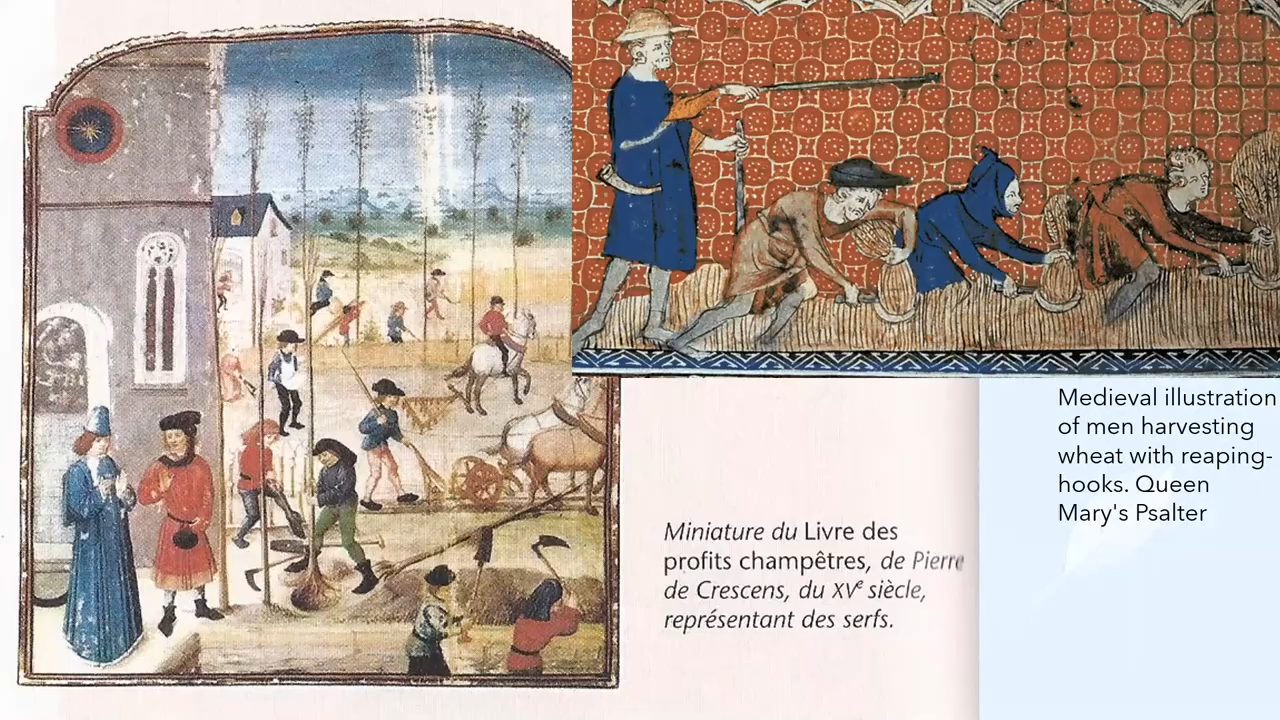 Medieval illustration
of men harvesting
wheat with reaping-
hooks. Queen
Mary's Psalter
Miniature du Livre des
profits champêtres, de Pierre
de Crescens, du XVe siècle,
représentant des serfs.